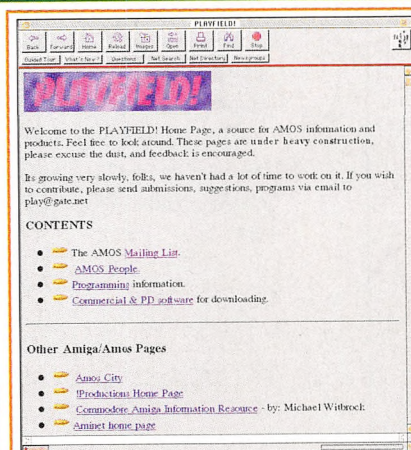 PLAYFIELD!
Back Forward Home Reload Images Open Print Find Stop
Guided Tour What's New? Questions Net Search Net Directory Newsgroups
PLAYFIELD!
Welcome to the PLAYFIELD! Home Page, a source for AMOS information and
products. Feel free to look around. These pages are under heavy construction,
please excuse the dust, and feedback is encouraged.
Its growing very slowly, folks, we haven't had a lot of time to work on it. If you wish
to contribute, please send submissions, suggestions, programs via email to
play@gate.net
CONTENTS
The AMOS Mailing List.
AMOS People.
Programming information.
Commercial & PD software for downloading.
Other Amiga/Amos Pages
Amos City
!Productions Home Page
Commodore Amiga Information Resource - by: Michael Witbrock
Aminet home page